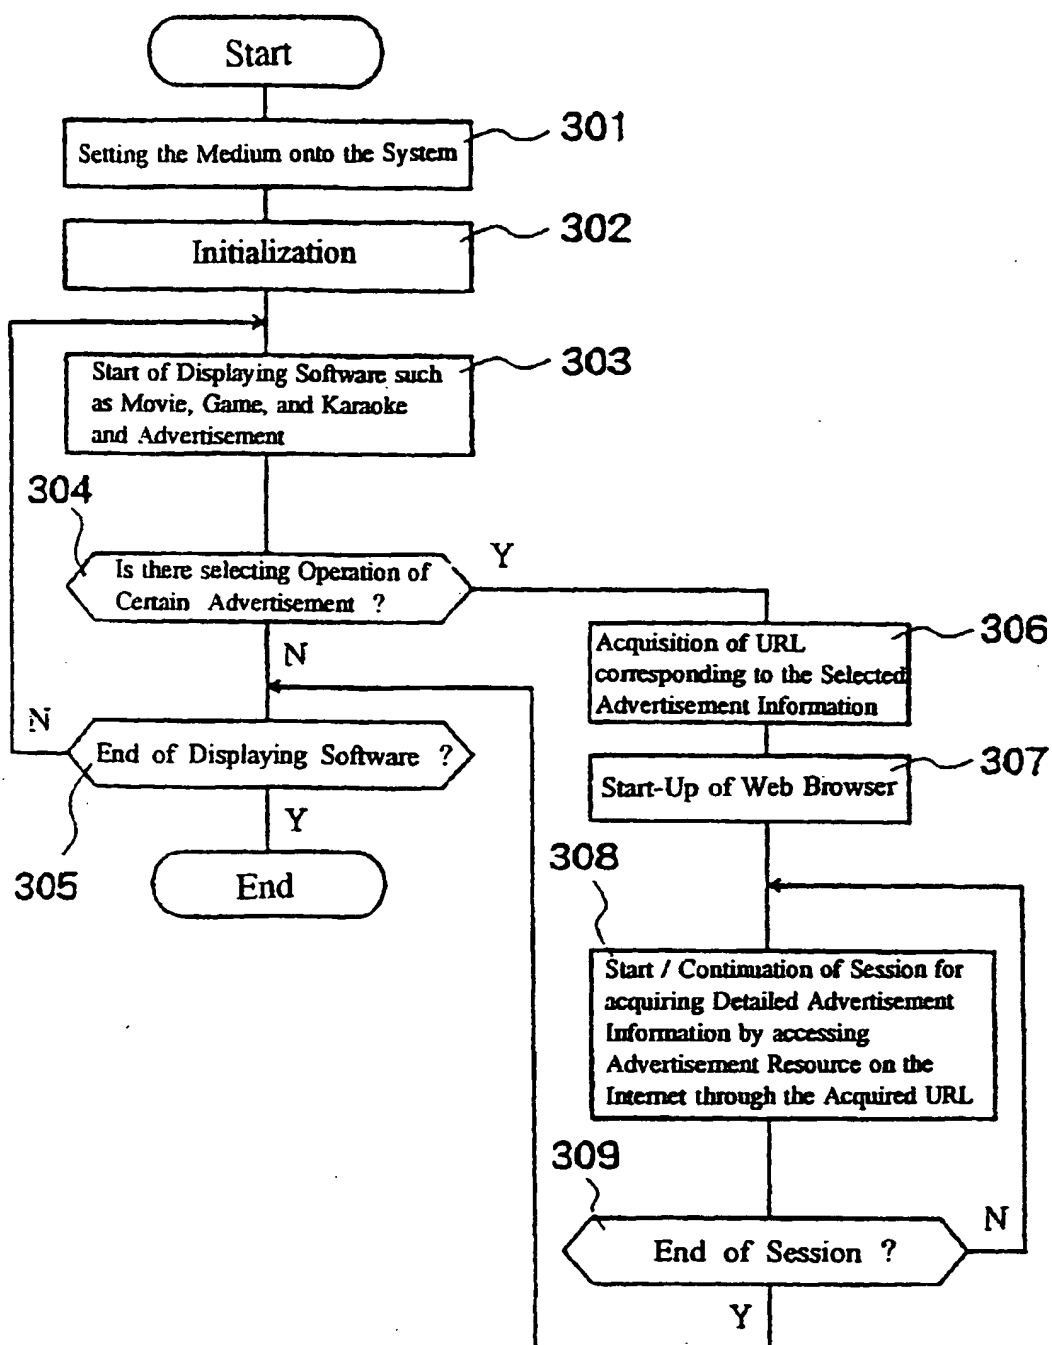 Start
301
Setting the Medium onto the System
302
Initialization
303
Start of Displaying Software such
as Movie, Game, and Karaoke
and Advertisement
304
Is there selecting Operation of
Certain Advertisement ?
Y
N
306
Acquisition of URL
corresponding to the Selected
Advertisement Information
N
End of Displaying Software ?
305
Y
End
307
Start-Up of Web Browser
308
Start / Continuation of Session for
acquiring Detailed Advertisement
Information by accessing
Advertisement Resource on the
Internet through the Acquired URL
309
End of Session ?
N
Y